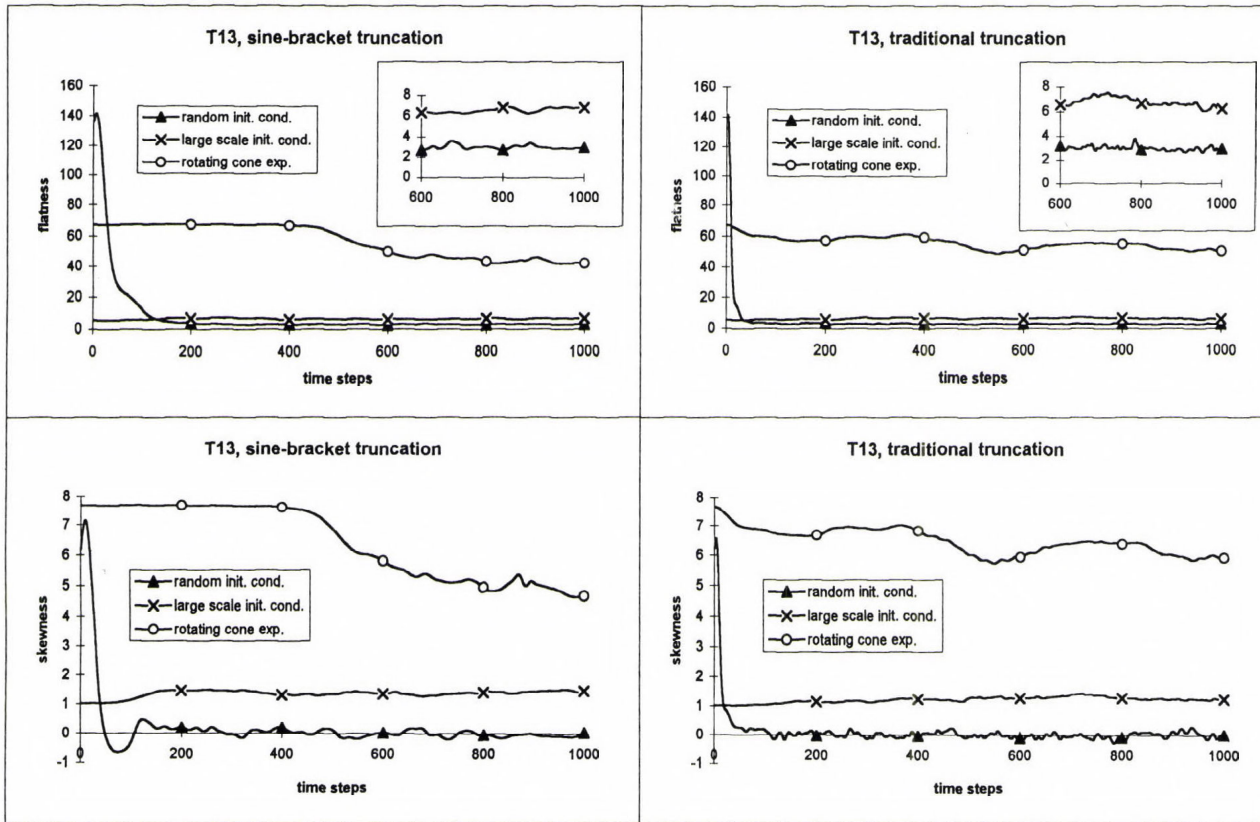 T13, sine-bracket truncation
flatness
160
140
120
100
80
60
40
20
0
random init. cond.
large scale init. cond.
rotating cone exp.
8
6
4
2
0
600 800 1000
0 200 400 600 800 1000
time steps
T13, traditional truncation
flatness
160
140
120
100
80
60
40
20
0
random init. cond.
large scale init. cond.
rotating cone exp.
8
6
4
2
0
600 800 1000
0 200 400 600 800 1000
time steps
T13, sine-bracket truncation
skewness
8
7
6
5
4
3
2
1
0
-1
random init. cond.
large scale init. cond.
rotating cone exp.
0 200 400 600 800 1000
time steps
T13, traditional truncation
skewness
8
7
6
5
4
3
2
1
0
-1
random init. cond.
large scale init. cond.
rotating cone exp.
0 200 400 600 800 1000
time steps